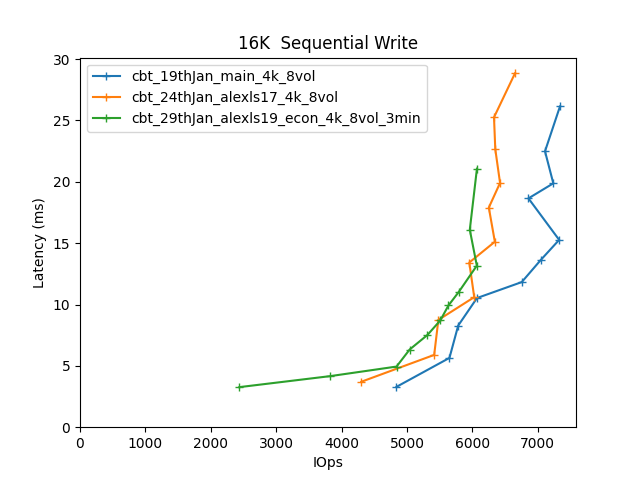 16K  Sequential Write
cbt_19thJan_main_4k_8vol
cbt_24thJan_alexls17_4k_8vol
cbt_29thJan_alexls19_econ_4k_8vol_3min
Latency (ms)
30
25
20
15
10
5
0
0 1000 2000 3000 4000 5000 6000 7000
IOps